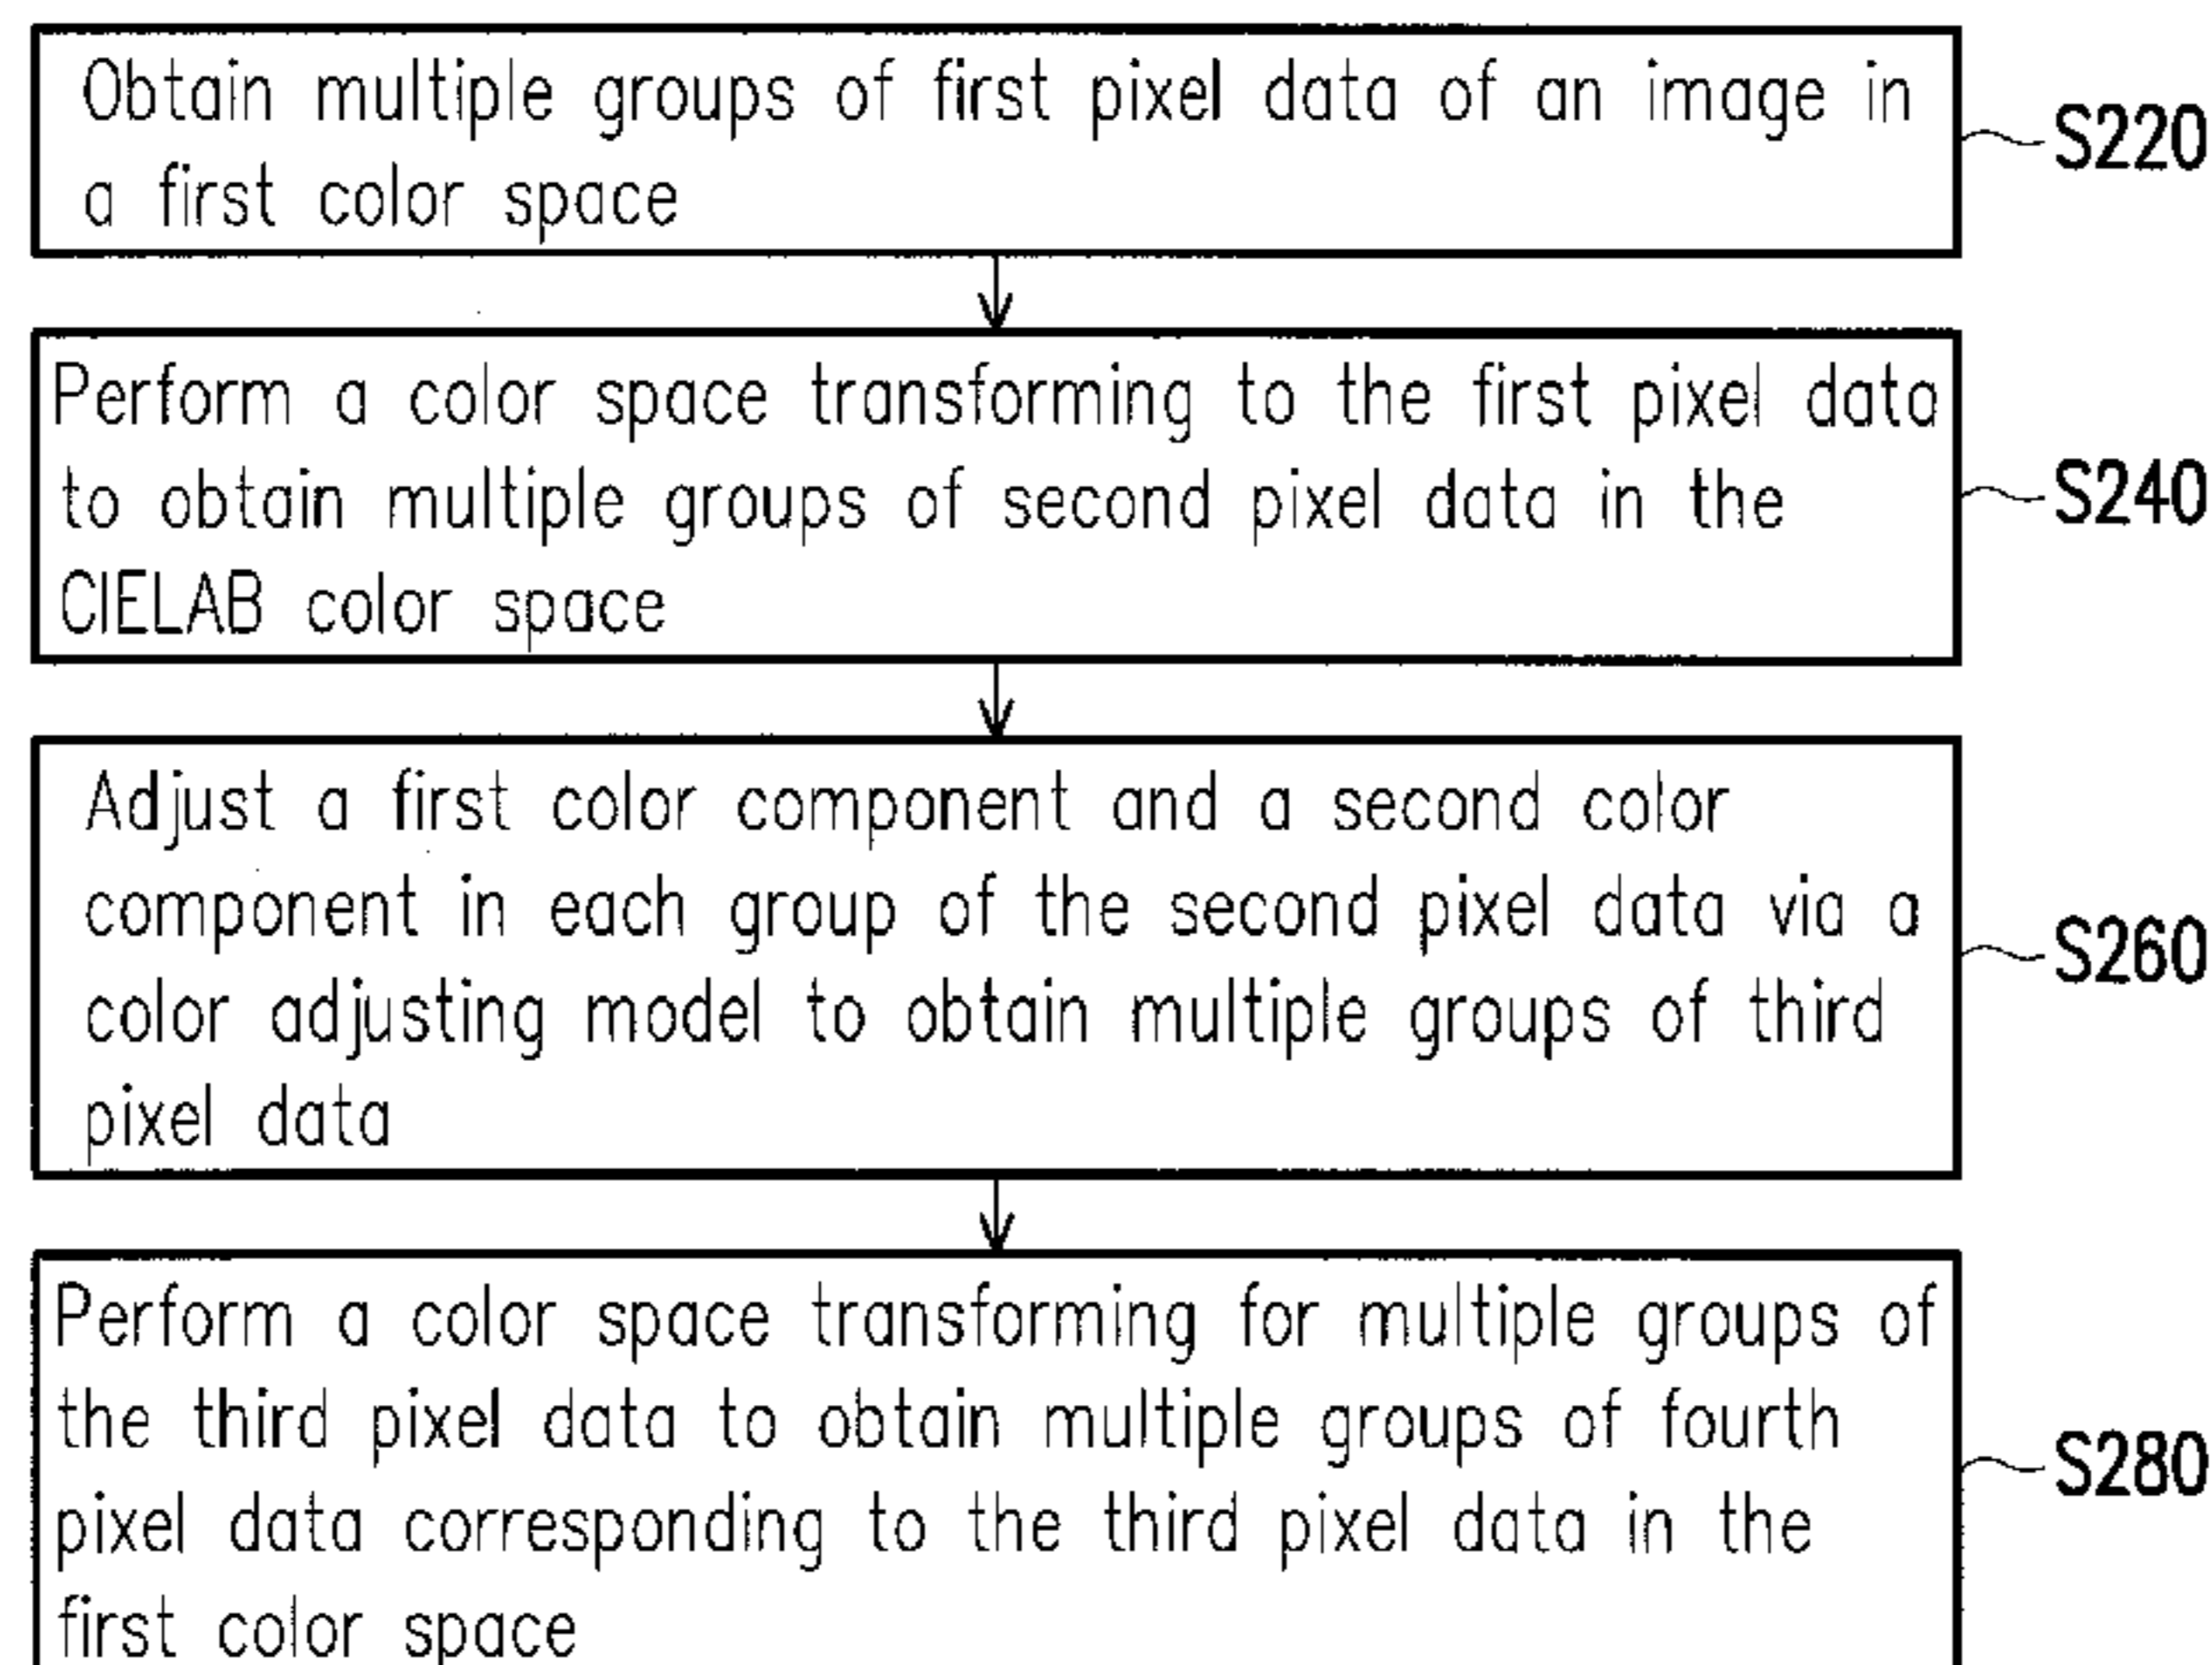 Obtain multiple groups of first pixel data of an image in
a first color space
S220
Perform a color space transforming to the first pixel data
to obtain multiple groups of second pixel data in the
CIELAB color space
S240
Adjust a first color component and a second color
component in each group of the second pixel data via a
color adjusting model to obtain multiple groups of third
pixel data
S260
Perform a color space transforming for multiple groups of
the third pixel data to obtain multiple groups of fourth
pixel data corresponding to the third pixel data in the
first color space
S280